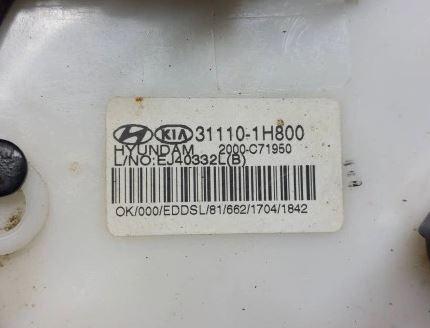 KIA 31110-1H800
HYUNDAM 2000-C71950
L/NO:EJ40332L(B)
OK/000/EDDSL/81/662/1704/1842